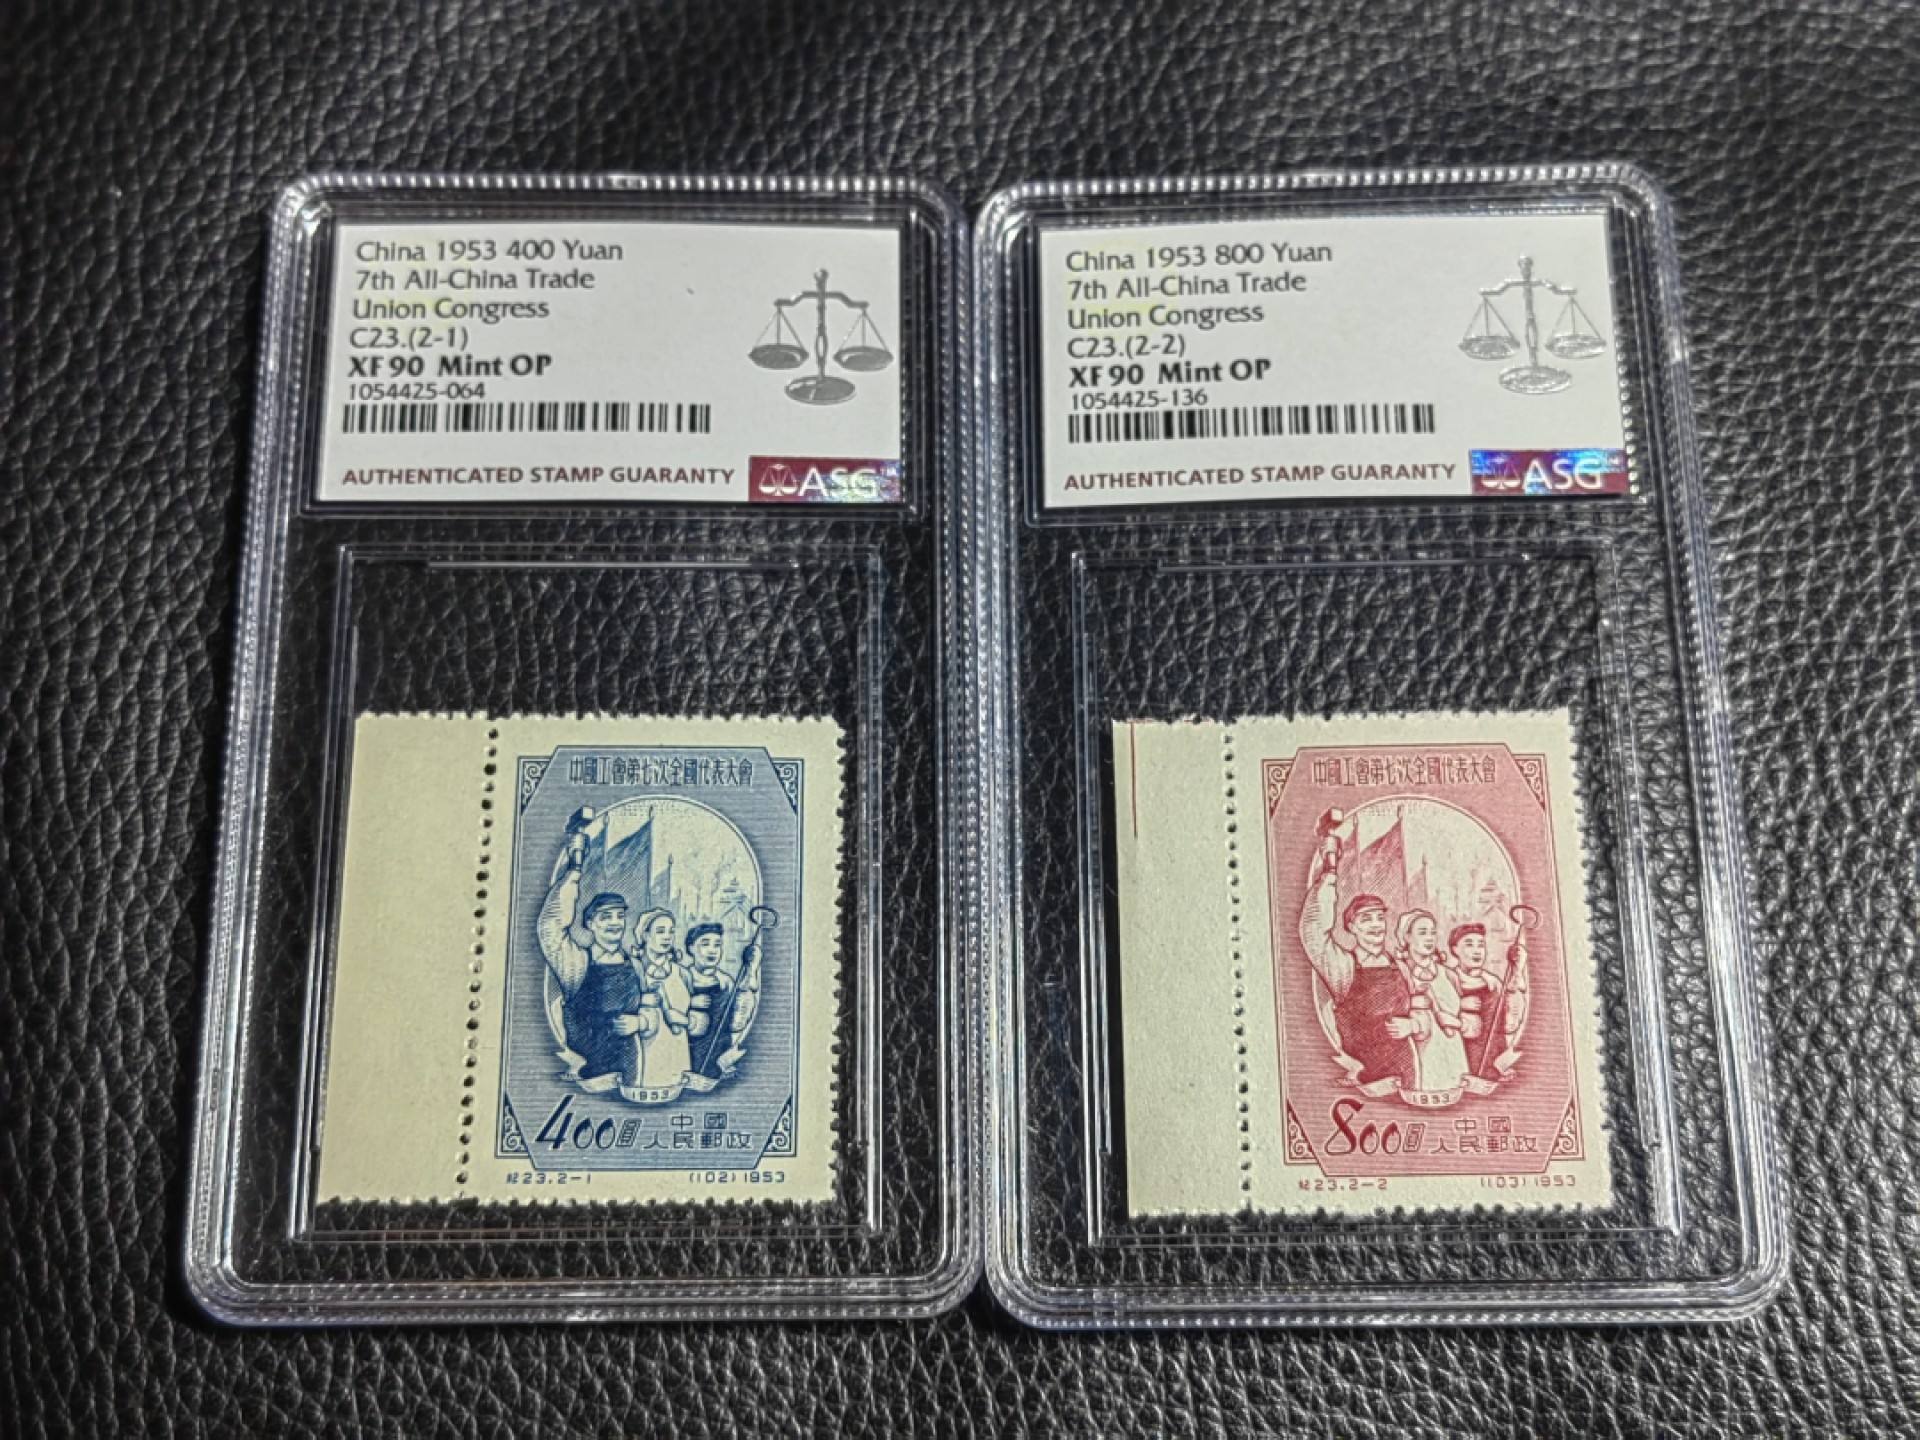 China 1953 400 Yuan
7th All-China Trade
Union Congress
C23.(2-1)
XF 90 Mint OP
1054425-064
AUTHENTICATED STAMP GUARANTY
ASG™
China 1953 800 Yuan
7th All-China Trade
Union Congress
C23.(2-2)
XF 90 Mint OP
1054425-136
AUTHENTICATED STAMP GUARANTY
ASG
中國工會第七次全國代表大會
1953
400圓 中國
人民郵政
紀23.2-1 (102)1953
中國工會第七次全國代表大會
1953
800圓 中國
人民郵政
紀23.2-2 (103)1953